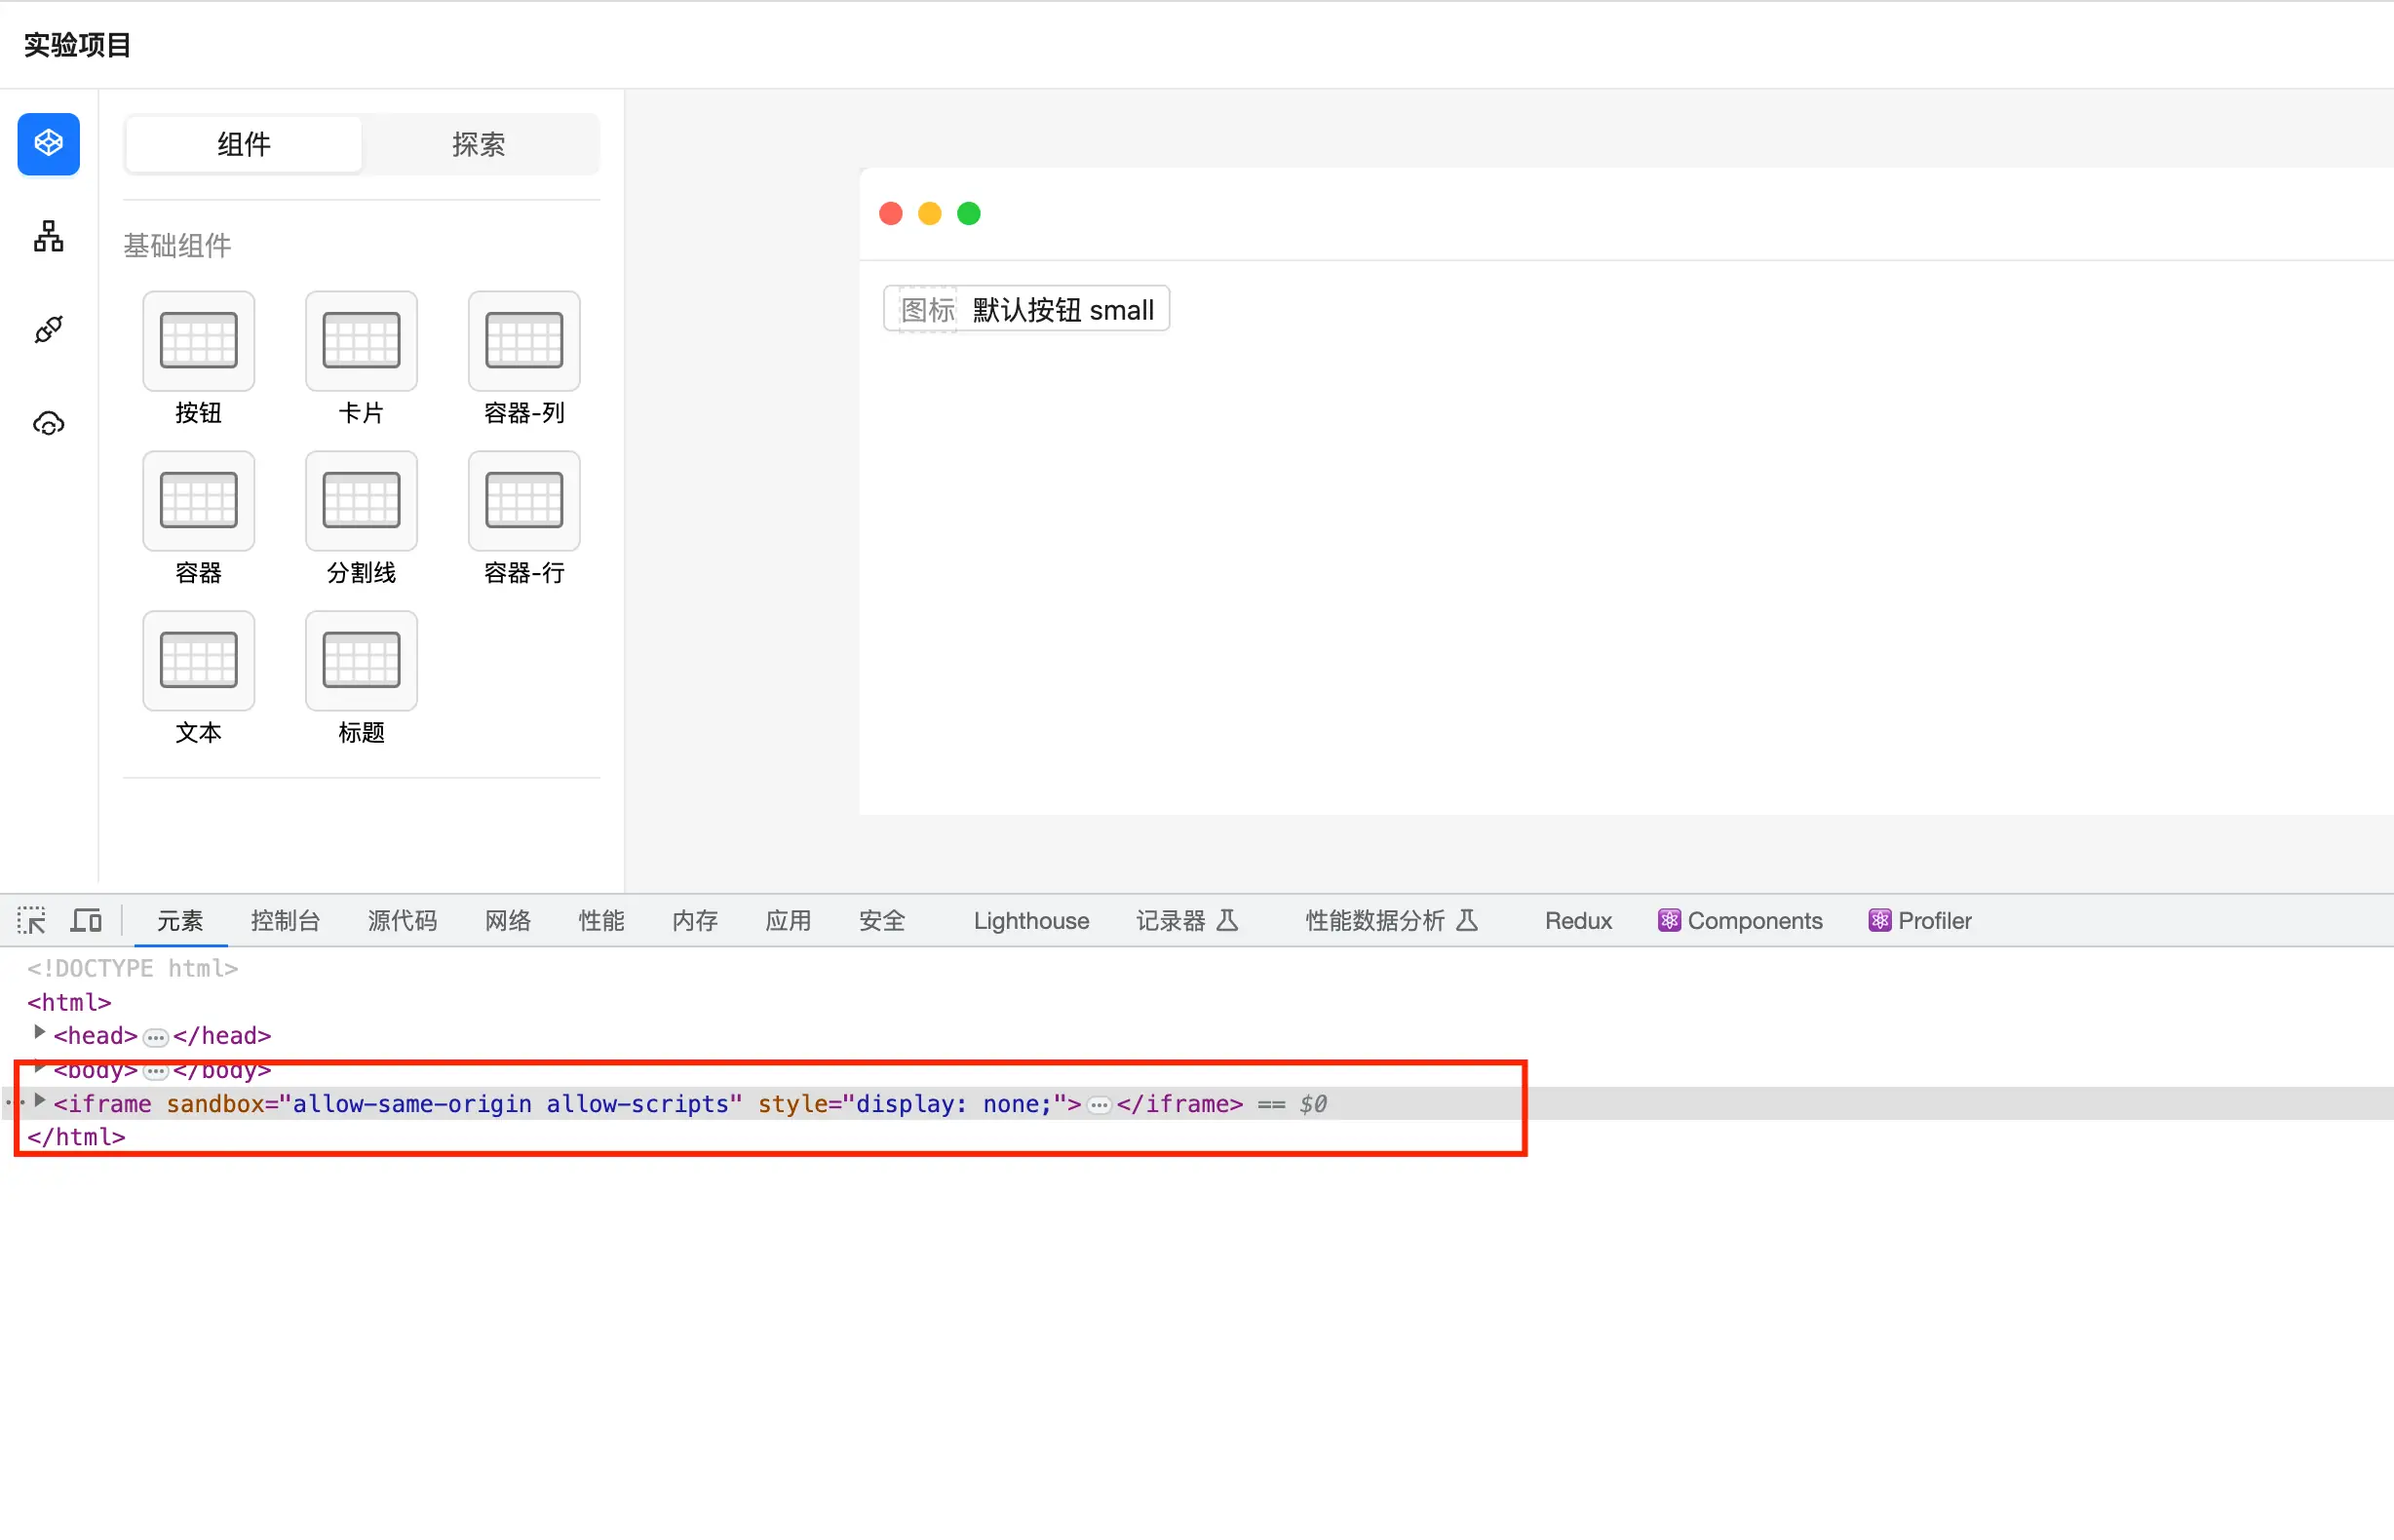 实验项目
组件 探索
基础组件
按钮 卡片 容器-列
容器 分割线 容器-行
文本 标题
图标 默认按钮 small
元素 控制台 源代码 网络 性能 内存 应用 安全 Lighthouse 记录器 性能数据分析 Redux Components Profiler
<!DOCTYPE html>
<html>
<head>…</head>
<body>…</body>
<iframe sandbox="allow-same-origin allow-scripts" style="display: none;">…</iframe> == $0
</html>